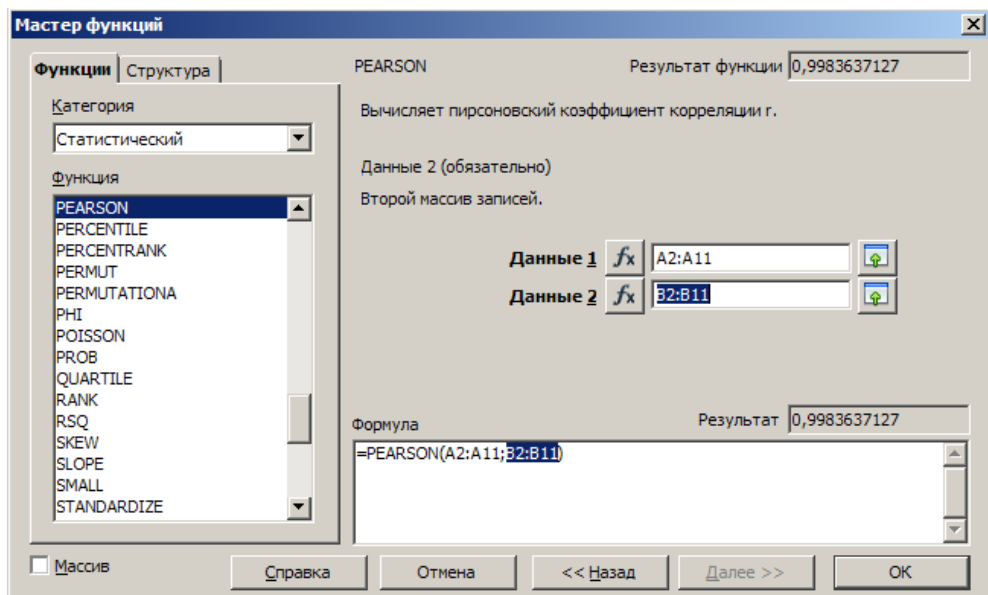 Мастер функций
Функции
Структура
Категория
Статистический
Функция
PEARSON
PERCENTILE
PERCENTRANK
PERMUT
PERMUTATIONA
PHI
POISSON
PROB
QUARTILE
RANK
RSQ
SKEW
SLOPE
SMALL
STANDARDIZE
PEARSON
Результат функции 0,9983637127
Вычисляет пирсоновский коэффициент корреляции r.
Данные 2 (обязательно)
Второй массив записей.
Данные 1 fx A2:A11
Данные 2 fx B2:B11
Формула
Результат 0,9983637127
=PEARSON(A2:A11;B2:B11)
Массив
Справка
Отмена
<< Назад
Далее >>
OK